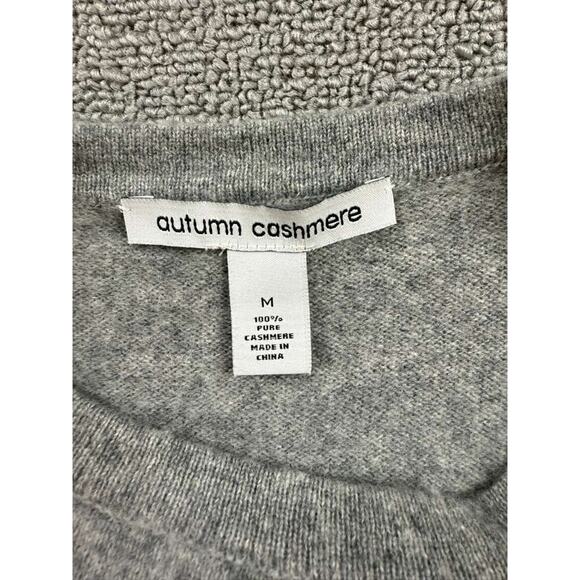 autumn cashmere
M
100%
PURE
CASHMERE
MADE IN
CHINA